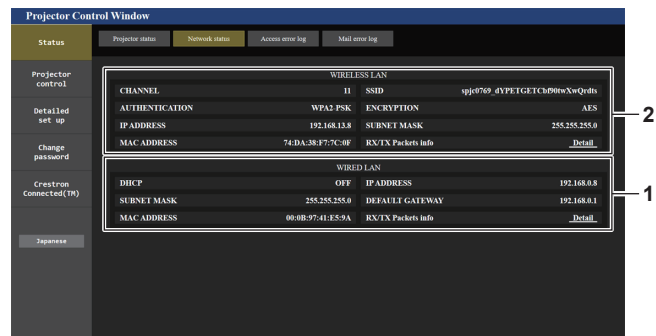 Projector Control Window
Status
Projector status Network status Access error log Mail error log
Projector
control
Detailed
set up
Change
password
Crestron
Connected(TM)
Japanese
WIRELESS LAN
CHANNEL 11 SSID spjc0769_dYPETGETCbf90twXwQrdts
AUTHENTICATION WPA2-PSK ENCRYPTION AES
IP ADDRESS 192.168.13.8 SUBNET MASK 255.255.255.0
MAC ADDRESS 74:DA:38:F7:7C:0F RX/TX Packets info Detail
2
WIRED LAN
DHCP OFF IP ADDRESS 192.168.0.8
SUBNET MASK 255.255.255.0 DEFAULT GATEWAY 192.168.0.1
MAC ADDRESS 00:0B:97:41:E5:9A RX/TX Packets info Detail
1